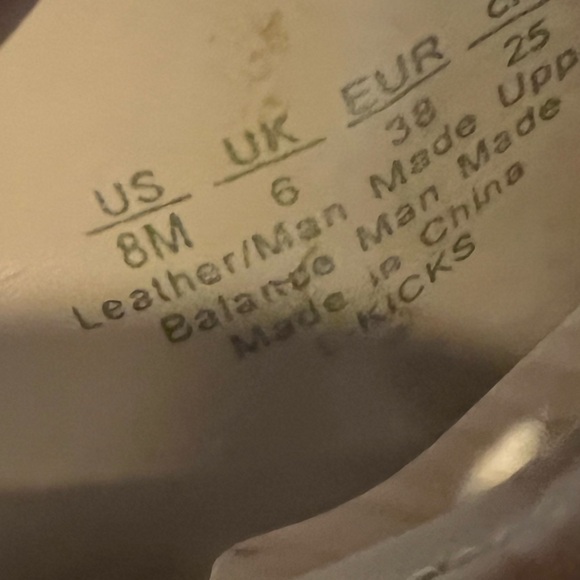 US UK EUR
8M 6 38 25
Leather/Man Made Upp
Balance Man Made
Made in China
KICKS